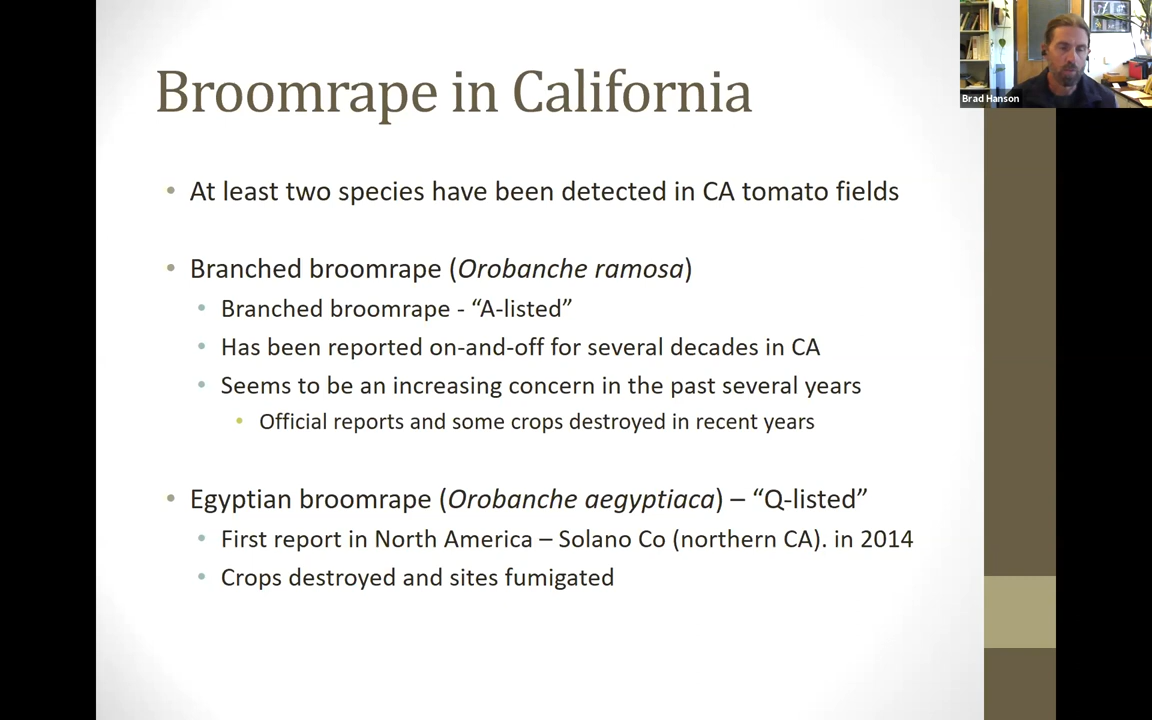 Broomrape in California
Brad Hanson
• At least two species have been detected in CA tomato fields
• Branched broomrape (Orobanche ramosa)
• Branched broomrape - “A-listed”
• Has been reported on-and-off for several decades in CA
• Seems to be an increasing concern in the past several years
• Official reports and some crops destroyed in recent years
• Egyptian broomrape (Orobanche aegyptiaca) – “Q-listed”
• First report in North America – Solano Co (northern CA). in 2014
• Crops destroyed and sites fumigated